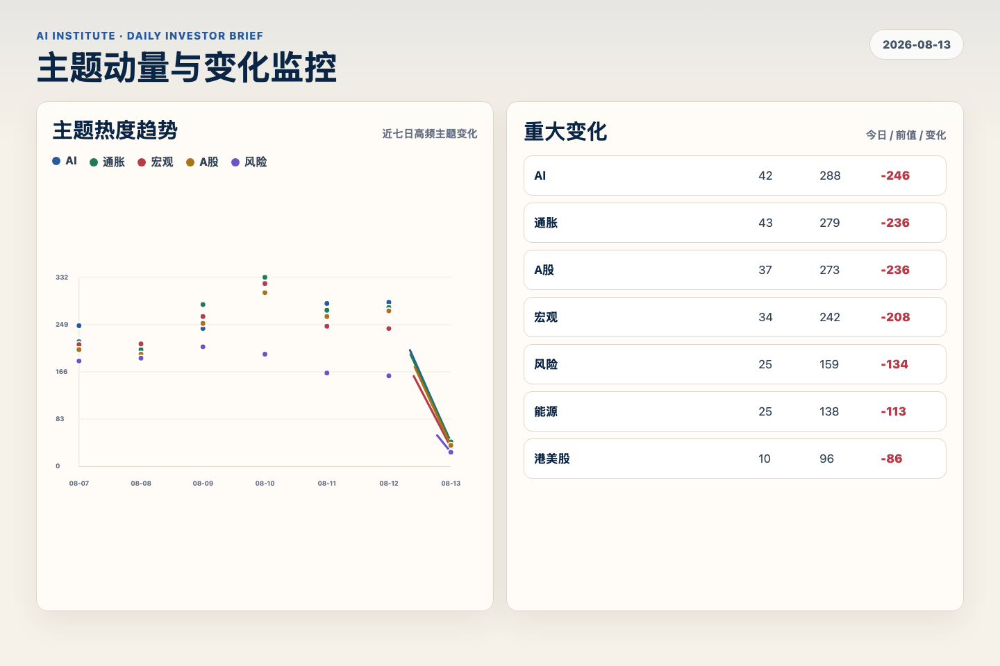 AI INSTITUTE · DAILY INVESTOR BRIEF
主题动量与变化监控
2026-08-13
主题热度趋势
近七日高频主题变化
AI 通胀 宏观 A股 风险
332
249
166
83
0
08-07 08-08 08-09 08-10 08-11 08-12 08-13
重大变化
今日 / 前值 / 变化
AI 42 288 -246
通胀 43 279 -236
A股 37 273 -236
宏观 34 242 -208
风险 25 159 -134
能源 25 138 -113
港美股 10 96 -86